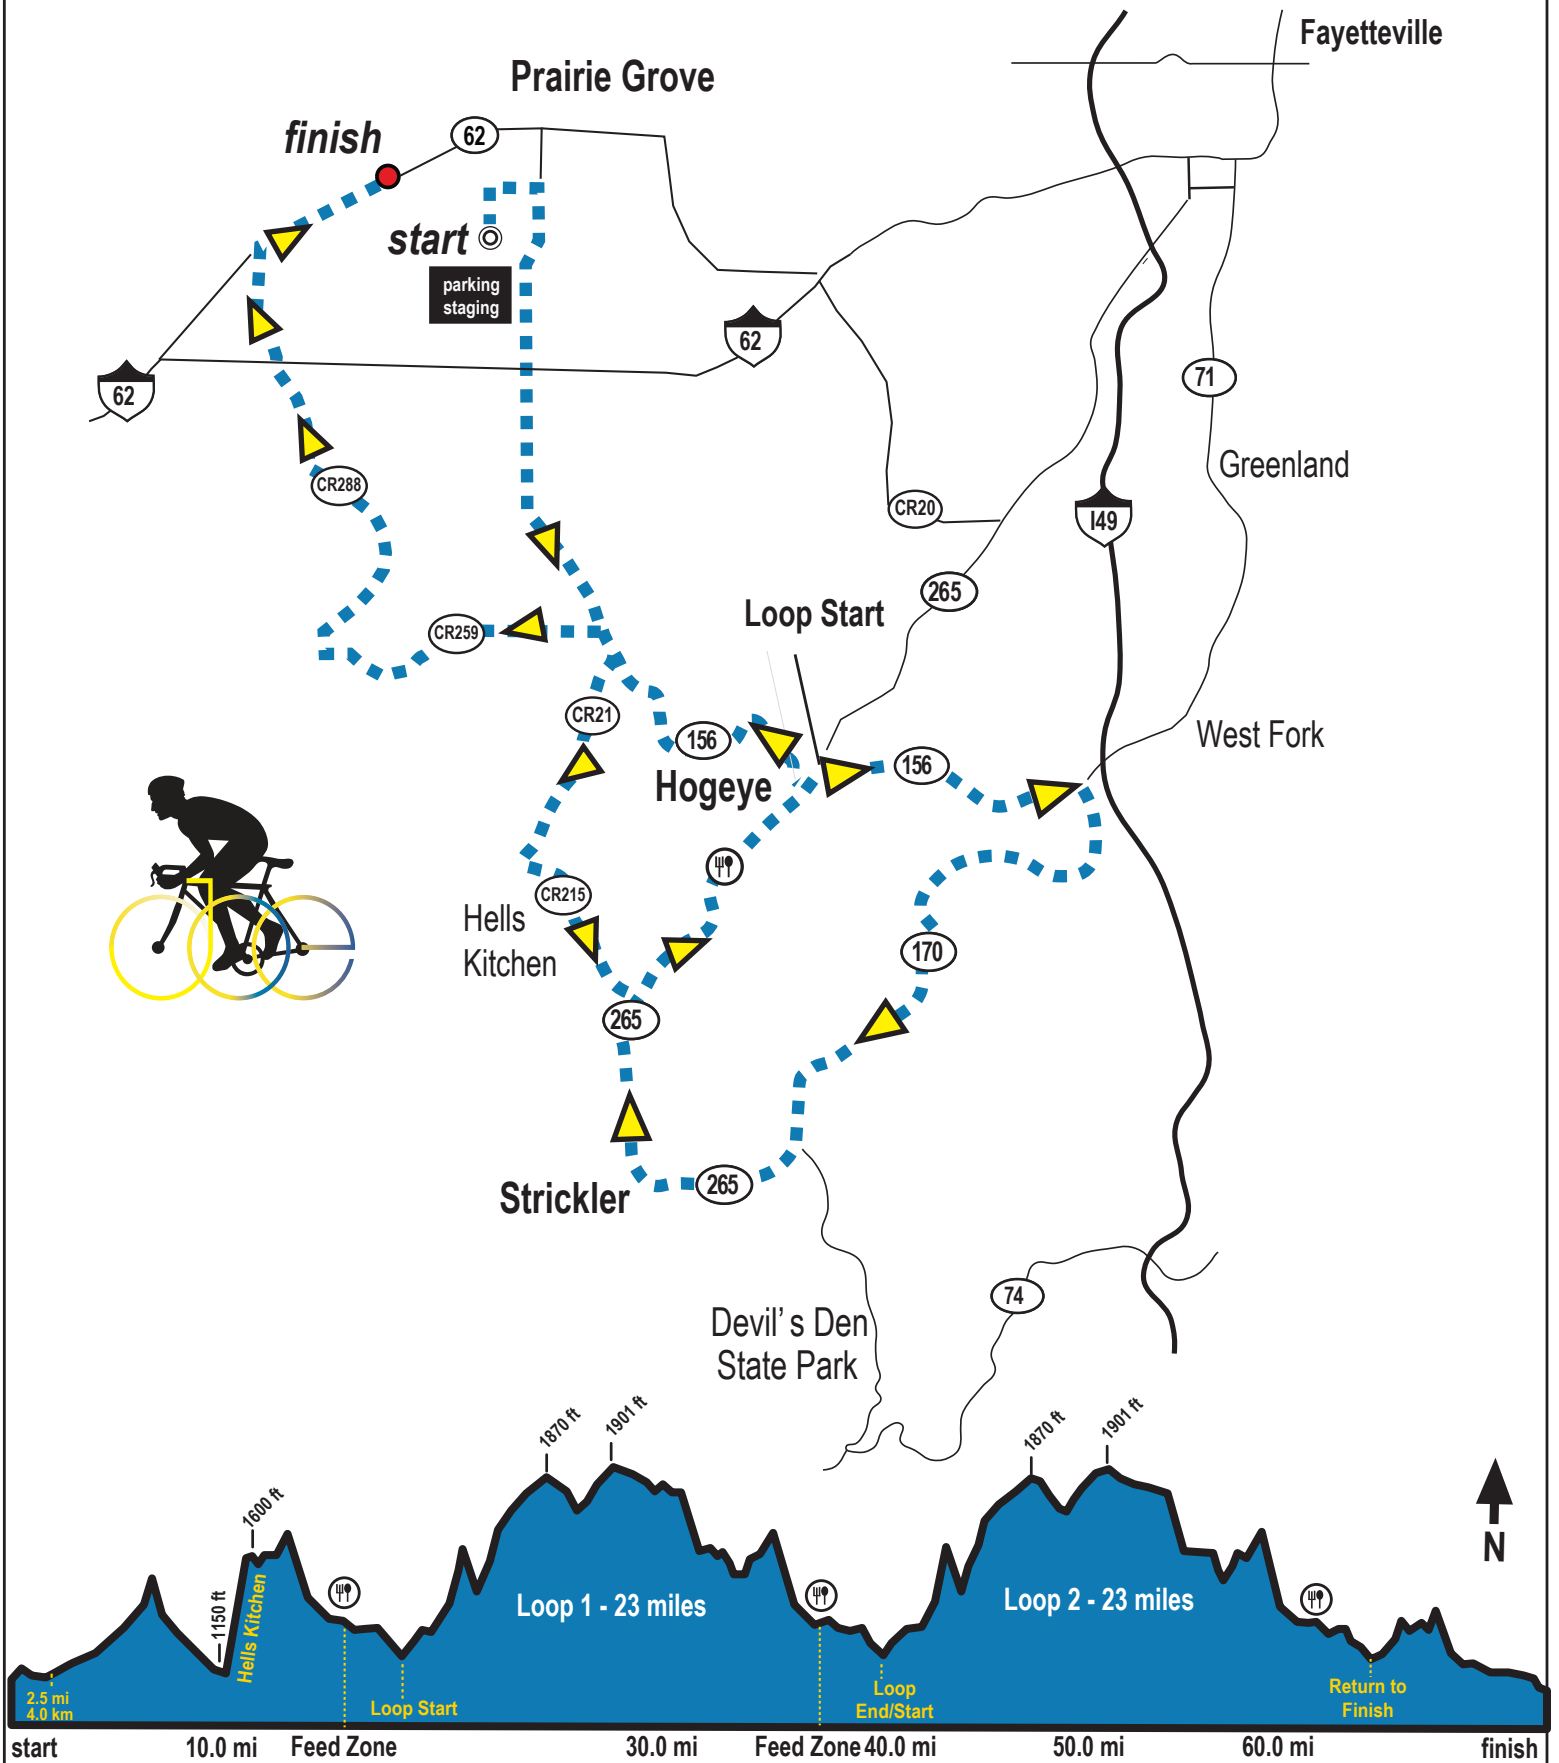 Fayetteville
Prairie Grove
finish
62
start
parking
staging
62
62
71
Greenland
CR288
CR20
I49
265
Loop Start
CR259
CR21
156
156
West Fork
Hogeye
CR215
Hells
Kitchen
170
265
Strickler
265
74
Devil's Den
State Park
1870 ft
1901 ft
1870 ft
1901 ft
1600 ft
1150 ft
Hells Kitchen
N
Loop 1 - 23 miles
Loop 2 - 23 miles
2.5 mi
4.0 km
Loop Start
Loop
End/Start
Return to
Finish
start
10.0 mi
Feed Zone
30.0 mi
Feed Zone
40.0 mi
50.0 mi
60.0 mi
finish